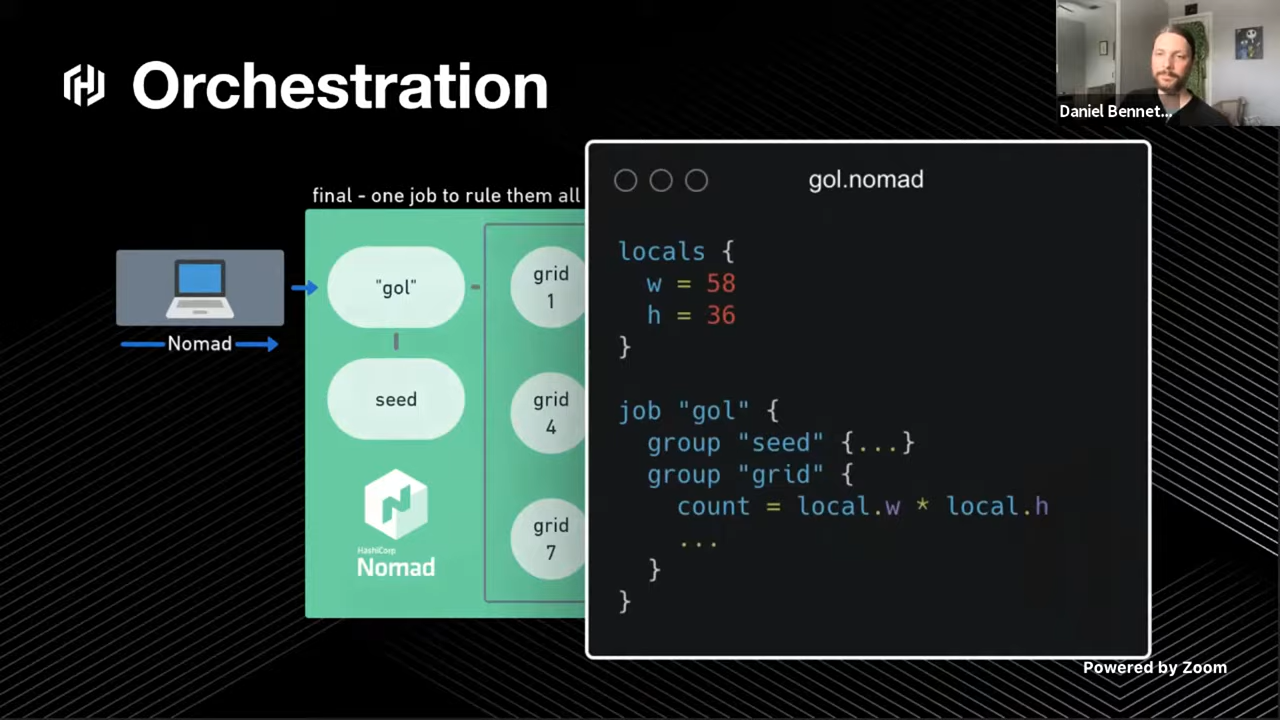 Orchestration
Daniel Bennet...
final - one job to rule them all
"gol"
seed
grid
1
grid
4
grid
7
Nomad
HashiCorp
Nomad
gol.nomad
locals {
  w = 58
  h = 36
}
job "gol" {
  group "seed" {...}
  group "grid" {
    count = local.w * local.h
    ...
  }
}
Powered by Zoom